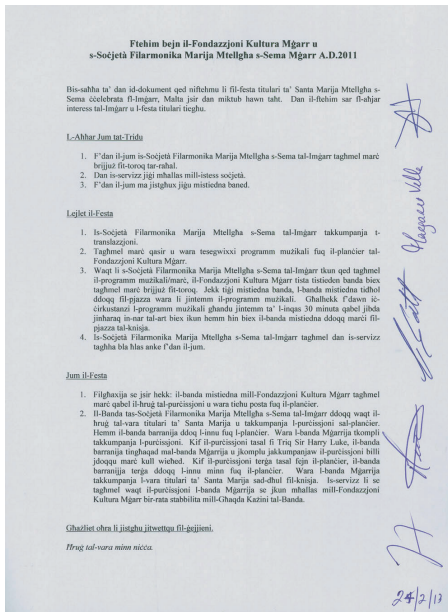 Ftehim bejn il-Fondazzjoni Kultura Mġarr u
s-Soċjetà Filarmonika Marija Mtellgħa s-Sema Mġarr A.D.2011
Bis-saħħa ta' dan id-dokument qed niftehmu li fil-festa titulari ta' Santa Marija Mtellgħa s-
Sema ċċelebrata fl-Imġarr, Malta jsir dan miktub hawn taħt. Dan il-ftehim sar fl-aħjar
interess tal-Imġarr u l-festa titulari tiegħu.
L-Aħħar Jum tat-Tridu
1. F'dan il-jum is-Soċjetà Filarmonika Marija Mtellgħa s-Sema tal-Imġarr tagħmel marċ
brijjuż fit-toroq tar-raħal.
2. Dan is-servizz jiġi mħallas mill-istess soċjetà.
3. F'dan il-jum ma jistgħux jiġu mistiedna baned.
Lejlet il-Festa
1. Is-Soċjetà Filarmonika Marija Mtellgħa s-Sema tal-Imġarr takkumpanja t-
translazzjoni.
2. Tagħmel marċ qasir u wara tesegwixxi programm mużikali fuq il-planċier tal-
Fondazzjoni Kultura Mġarr.
3. Waqt li s-Soċjetà Filarmonika Marija Mtellgħa s-Sema tal-Imġarr tkun qed tagħmel
il-programm mużikali/marċ, il-Fondazzjoni Kultura Mġarr tista tistieden banda biex
tagħmel marċ brijjuż fit-toroq. Jekk tiġi mistiedna banda, l-banda mistiedna tidħol
ddoqq fil-pjazza wara li jintemm il-programm mużikali. Għalhekk f'dawn iċ-
ċirkustanzi l-programm mużikali għandu jintemm ta' l-inqas 30 minuta qabel jibda
jinħaraq in-nar tal-art biex ikun hemm ħin biex il-banda mistiedna ddoqq marċi fil-
pjazza tal-knisja.
4. Is-Soċjetà Filarmonika Marija Mtellgħa s-Sema tal-Imġarr tagħmel dan is-servizz
tagħha bla ħlas anke f'dan il-jum.
Jum il-Festa
1. Filgħaxija se jsir hekk: il-banda mistiedna mill-Fondazzjoni Kultura Mġarr tagħmel
marċ qabel il-ħruġ tal-purċissjoni u wara tieħu posta fuq il-planċier.
2. Il-Banda tas-Soċjetà Filarmonika Marija Mtellgħa s-Sema tal-Imġarr ddoqq waqt il-
ħruġ tal-vara titulari ta' Santa Marija u takkumpanja l-purċissjoni sal-planċier.
Hemm il-banda barranija ddoq l-innu fuq l-planċier. Wara l-banda Mġarrija tkompli
takkumpanja l-purċissjoni. Kif il-purċissjoni tasal fi Triq Sir Harry Luke, il-banda
barranija tingħaqad mal-banda Mġarrija u jkomplu jakkumpanjaw il-purċissjoni billi
jdoqqu marċ kull wieħed. Kif il-purċissjoni terġa tasal fejn il-planċier, il-banda
barranijja terġa ddoq l-innu minn fuq il-planċier. Wara l-banda Mġarrija
takkumpanja l-vara titulari ta' Santa Marija sad-dħul fil-knisja. Is-servizz li se
tagħmel waqt il-purċissjoni l-banda Mġarrija se jkun mħallas mill-Fondazzjoni
Kultura Mġarr bir-rata stabbilita mill-Għaqda Każini tal-Banda.
Għażliet oħra li jistgħu jitwettqu fil-ġejjieni.
Ħruġ tal-vara minn niċċa.
24/2/13